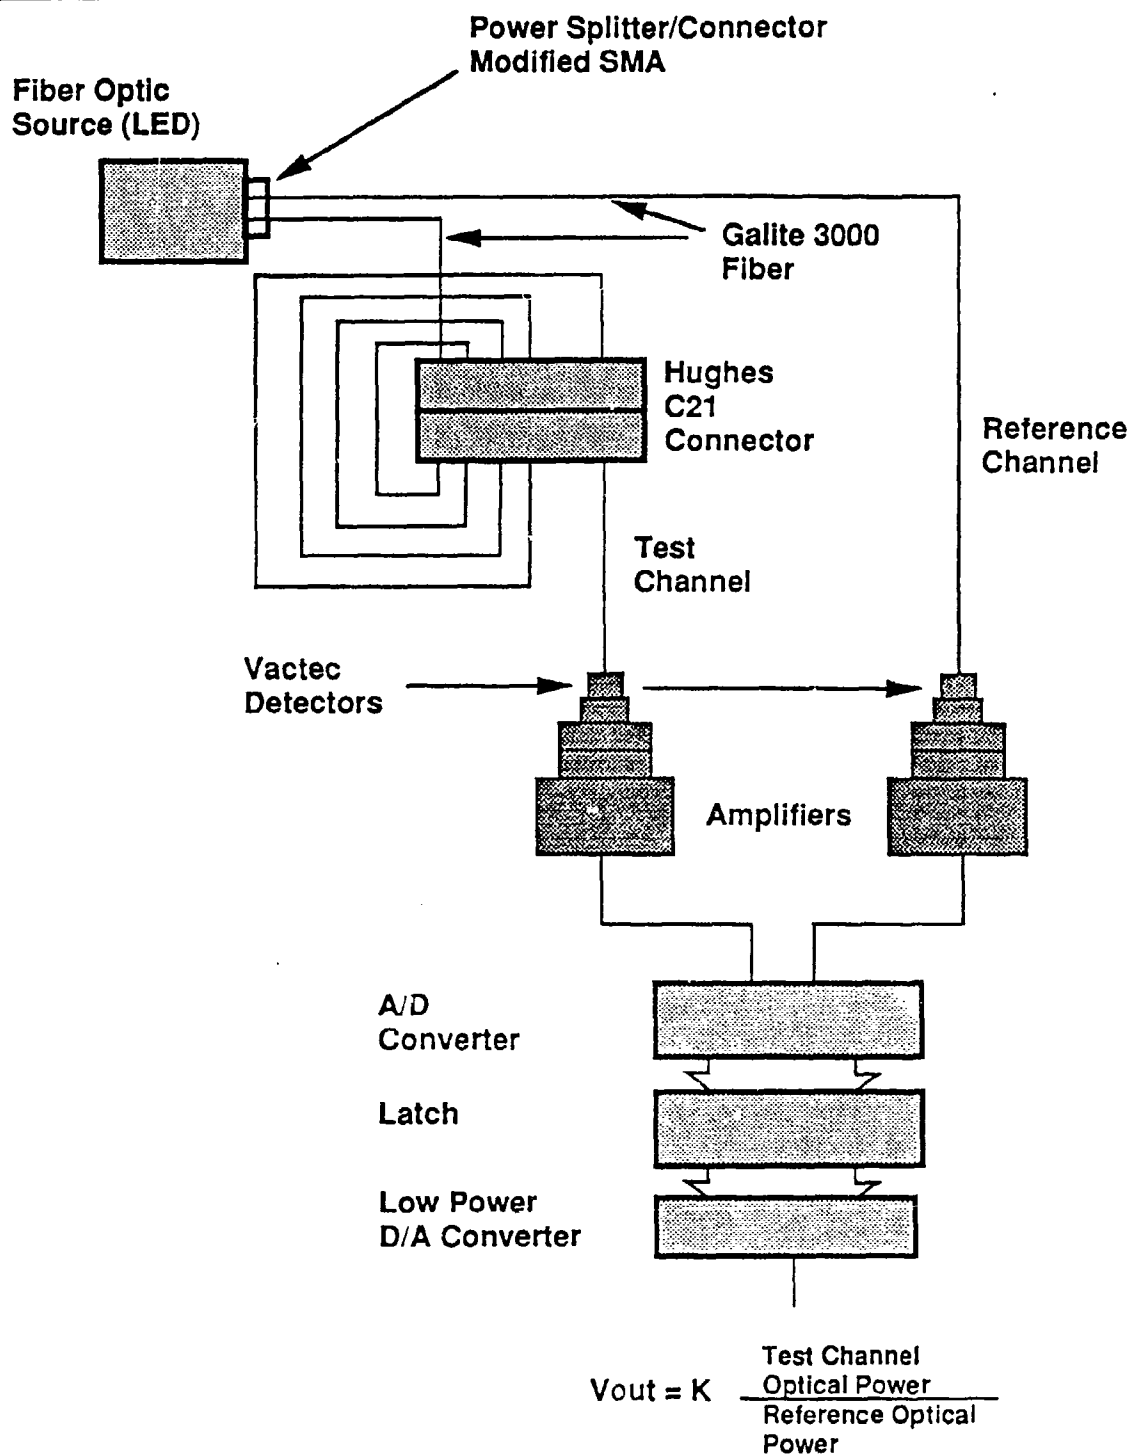 Power Splitter/Connector
Modified SMA
Fiber Optic
Source (LED)
Galite 3000
Fiber
Hughes
C21
Connector
Reference
Channel
Test
Channel
Vactec
Detectors
Amplifiers
A/D
Converter
Latch
Low Power
D/A Converter
Test Channel
Optical Power
Vout = K
Reference Optical
Power